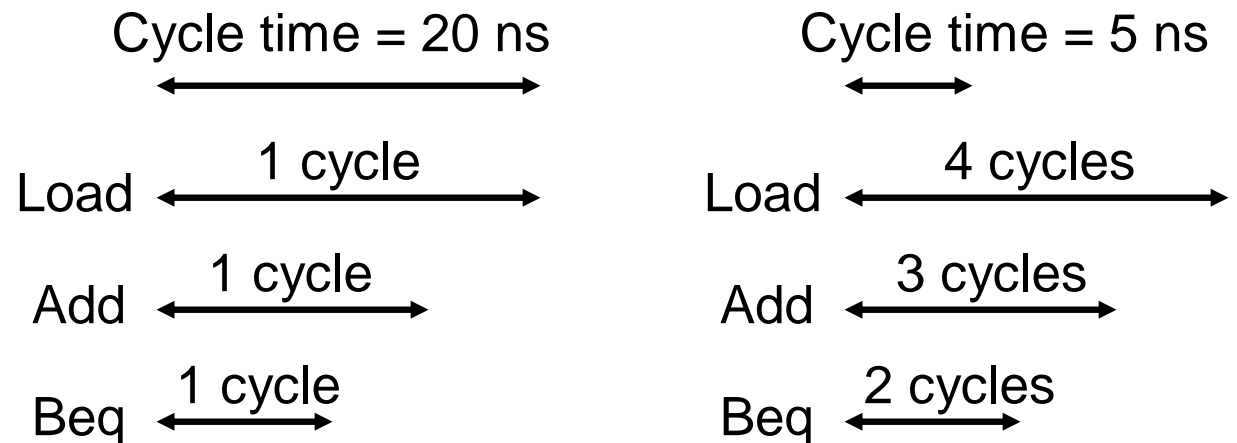 Cycle time = 20 ns
1 cycle
Load
1 cycle
Add
1 cycle
Beq
Cycle time = 5 ns
4 cycles
Load
3 cycles
Add
2 cycles
Beq